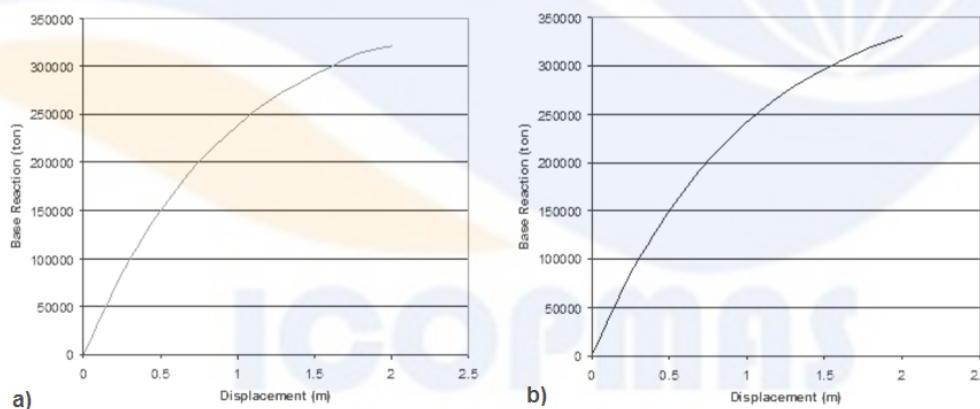 350000
300000
250000
200000
150000
100000
50000
0
Base Reaction (ton)
0 0.5 1 1.5 2 2.5
Displacement (m)
a)
350000
300000
250000
200000
150000
100000
50000
0
Base Reaction (ton)
0 0.5 1 1.5 2 2.5
Displacement (m)
b)
ICOPMAS